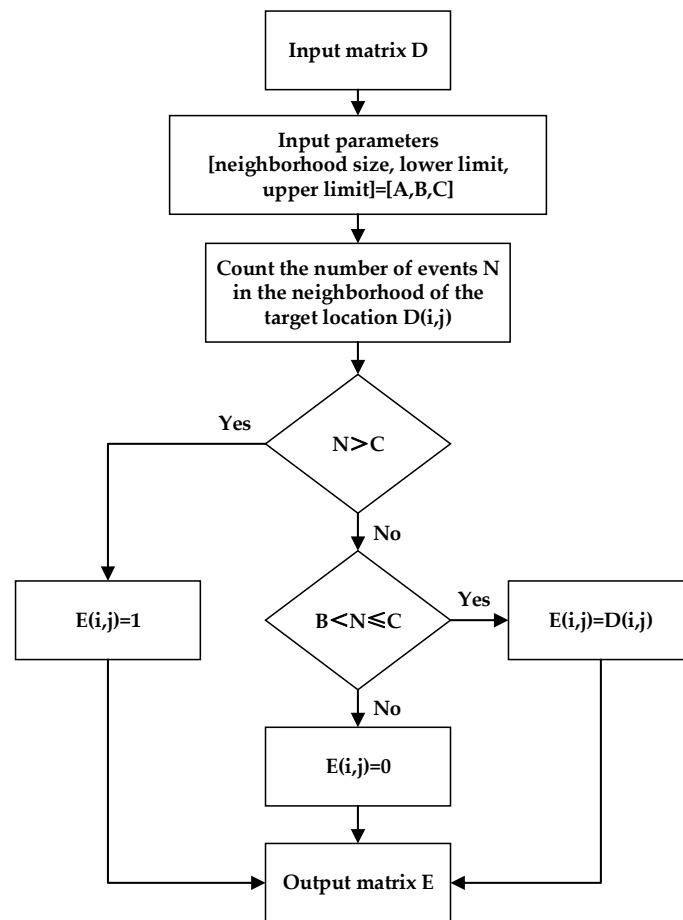 Input matrix D
Input parameters
[neighborhood size, lower limit,
upper limit]=[A,B,C]
Count the number of events N
in the neighborhood of the
target location D(i,j)
Yes
N>C
No
E(i,j)=1
B<N⩽C
Yes
E(i,j)=D(i,j)
No
E(i,j)=0
Output matrix E